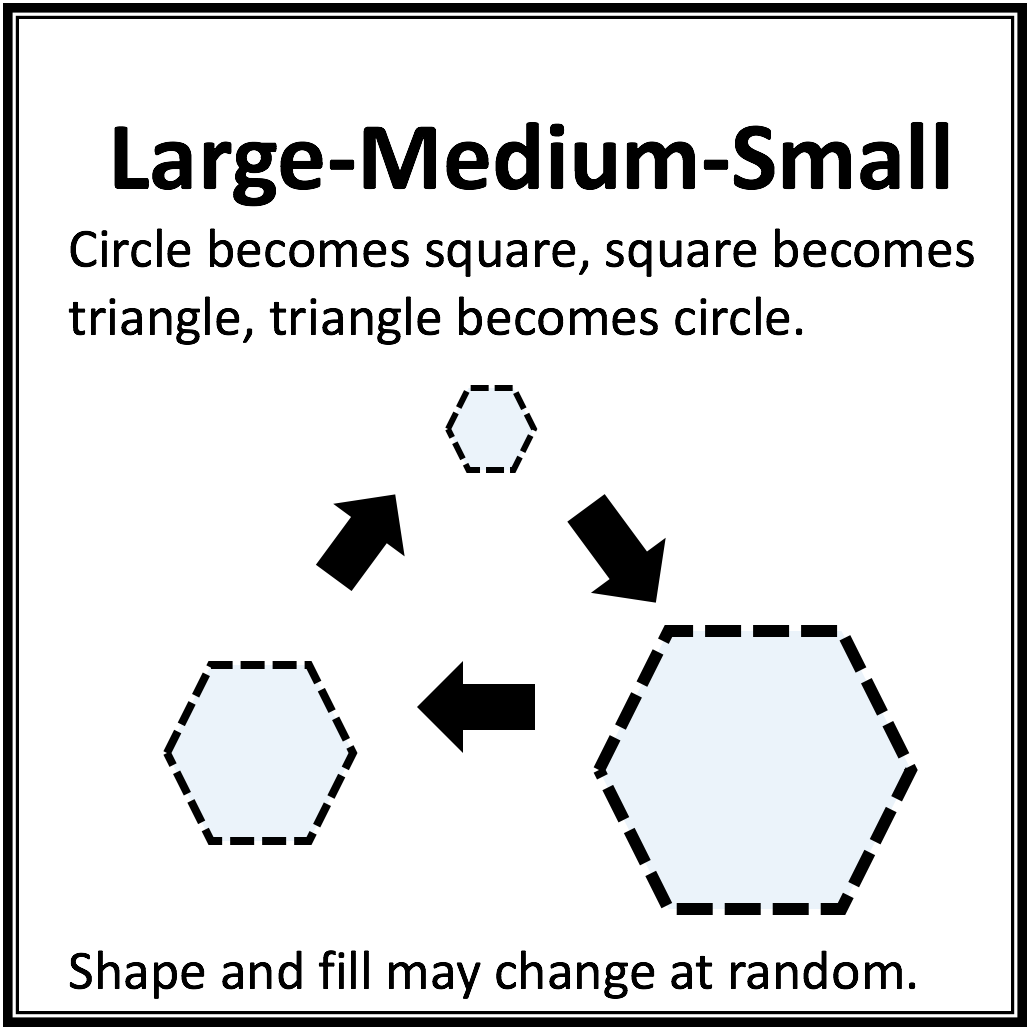 Large-Medium-Small
Circle becomes square, square becomes
triangle, triangle becomes circle.
Shape and fill may change at random.